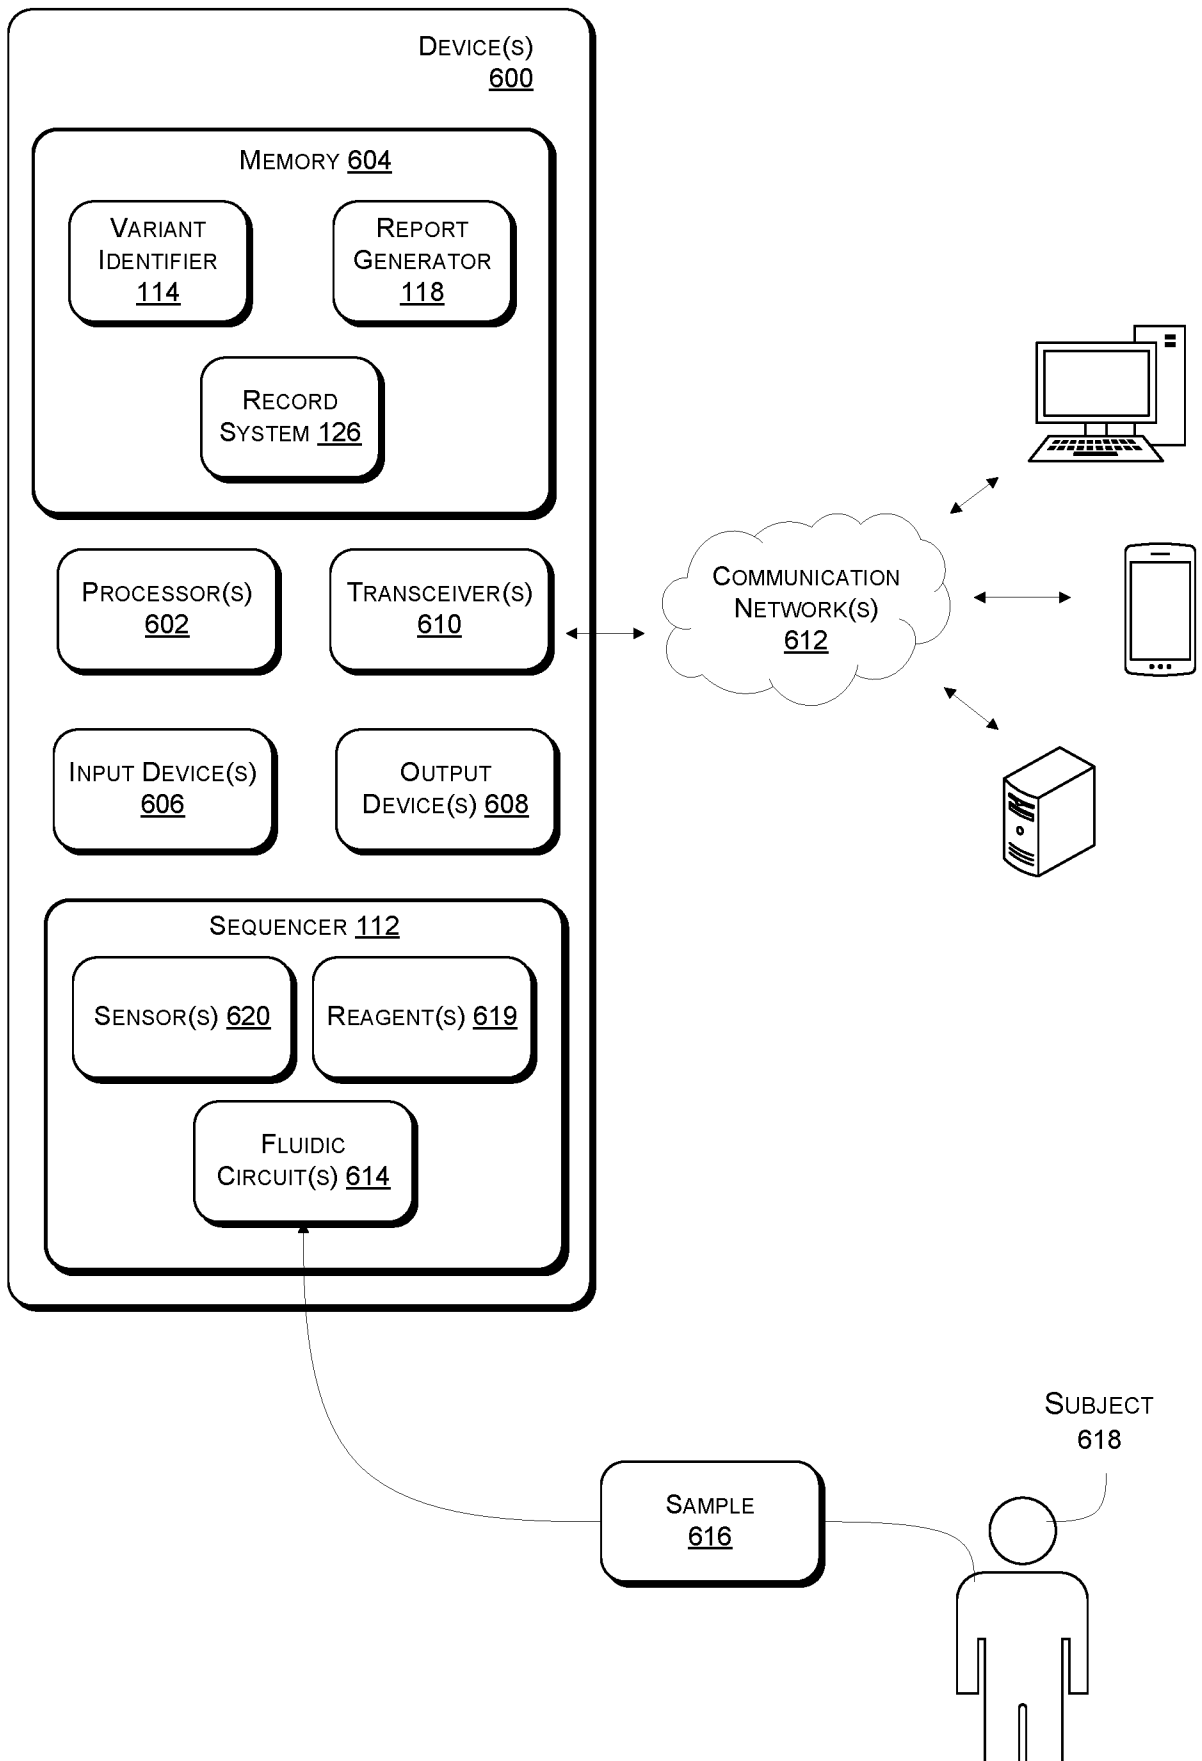 DEVICE(S)
600
MEMORY 604
VARIANT
IDENTIFIER
114
REPORT
GENERATOR
118
RECORD
SYSTEM 126
PROCESSOR(S)
602
TRANSCEIVER(S)
610
COMMUNICATION
NETWORK(S)
612
INPUT DEVICE(S)
606
OUTPUT
DEVICE(S) 608
SEQUENCER 112
SENSOR(S) 620
REAGENT(S) 619
FLUIDIC
CIRCUIT(S) 614
SUBJECT
618
SAMPLE
616